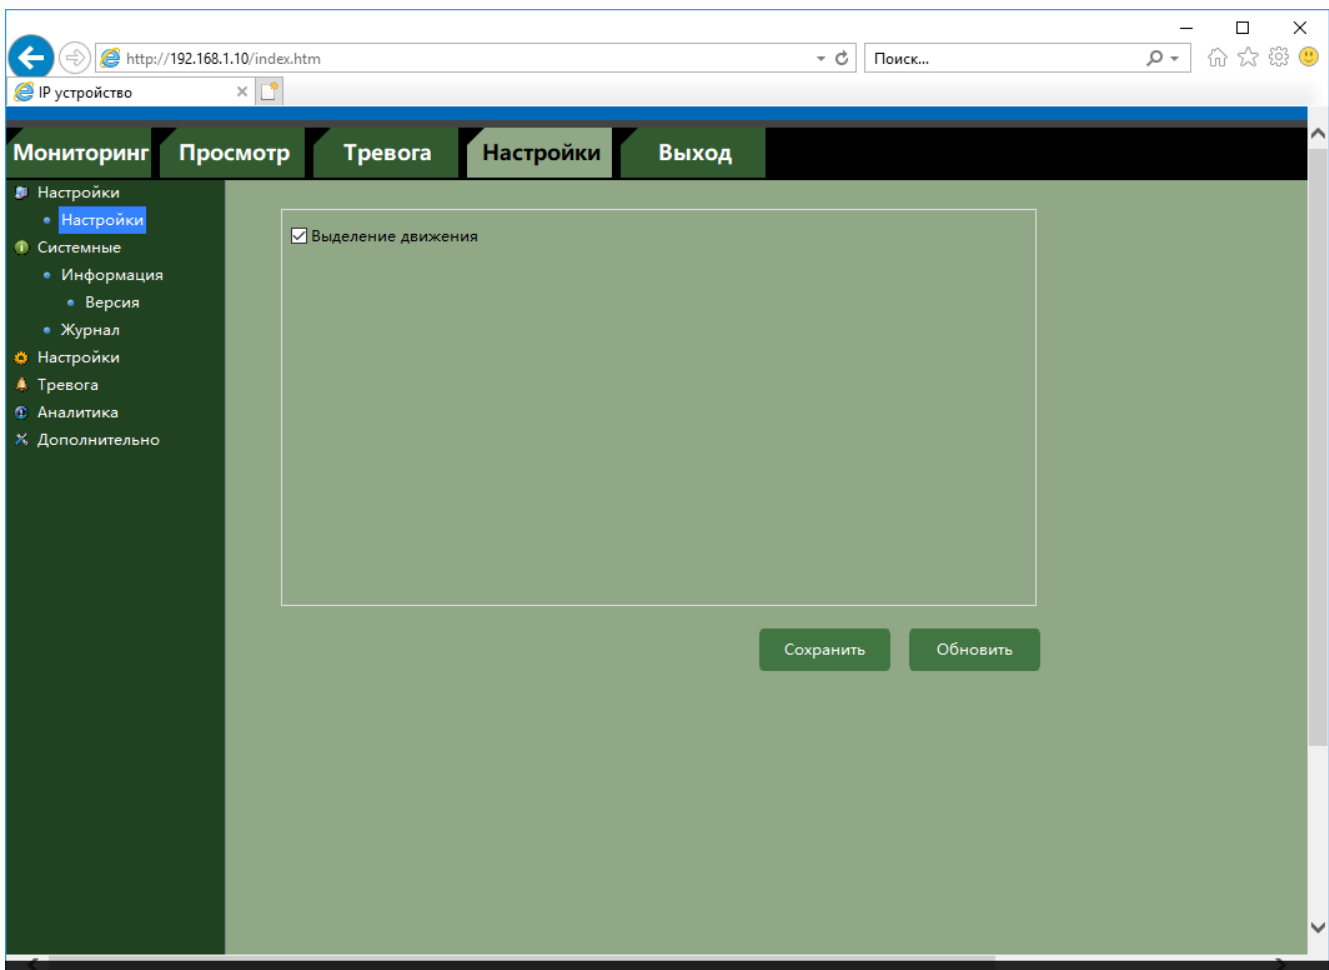 http://192.168.1.10/index.htm
Поиск...
IP устройство
Мониторинг Просмотр Тревога Настройки Выход
Настройки
Настройки
Системные
Информация
Версия
Журнал
Настройки
Тревога
Аналитика
Дополнительно
Выделение движения
Сохранить Обновить